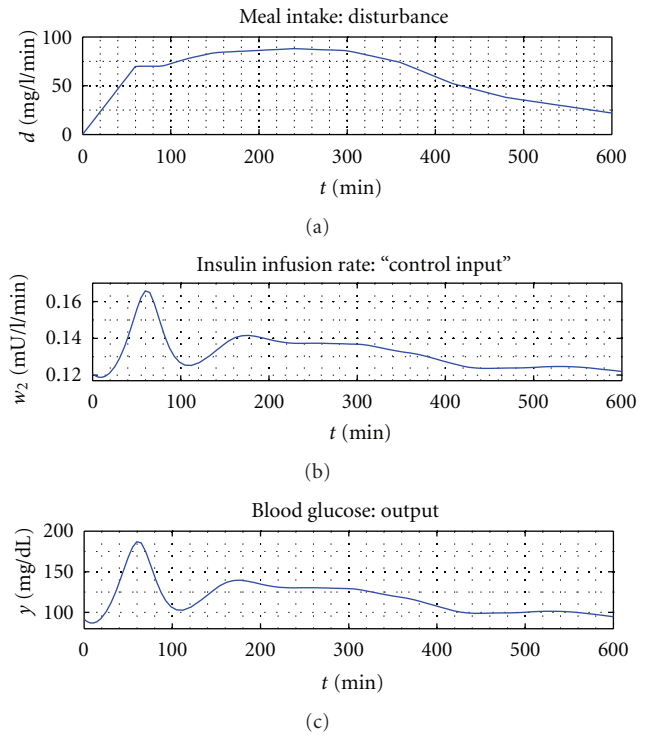 Meal intake: disturbance
d (mg/l/min)
100
50
0
0 100 200 300 400 500 600
t (min)
(a)
Insulin infusion rate: “control input”
w2 (mU/l/min)
0.16
0.14
0.12
0 100 200 300 400 500 600
t (min)
(b)
Blood glucose: output
y (mg/dL)
200
150
100
0 100 200 300 400 500 600
t (min)
(c)